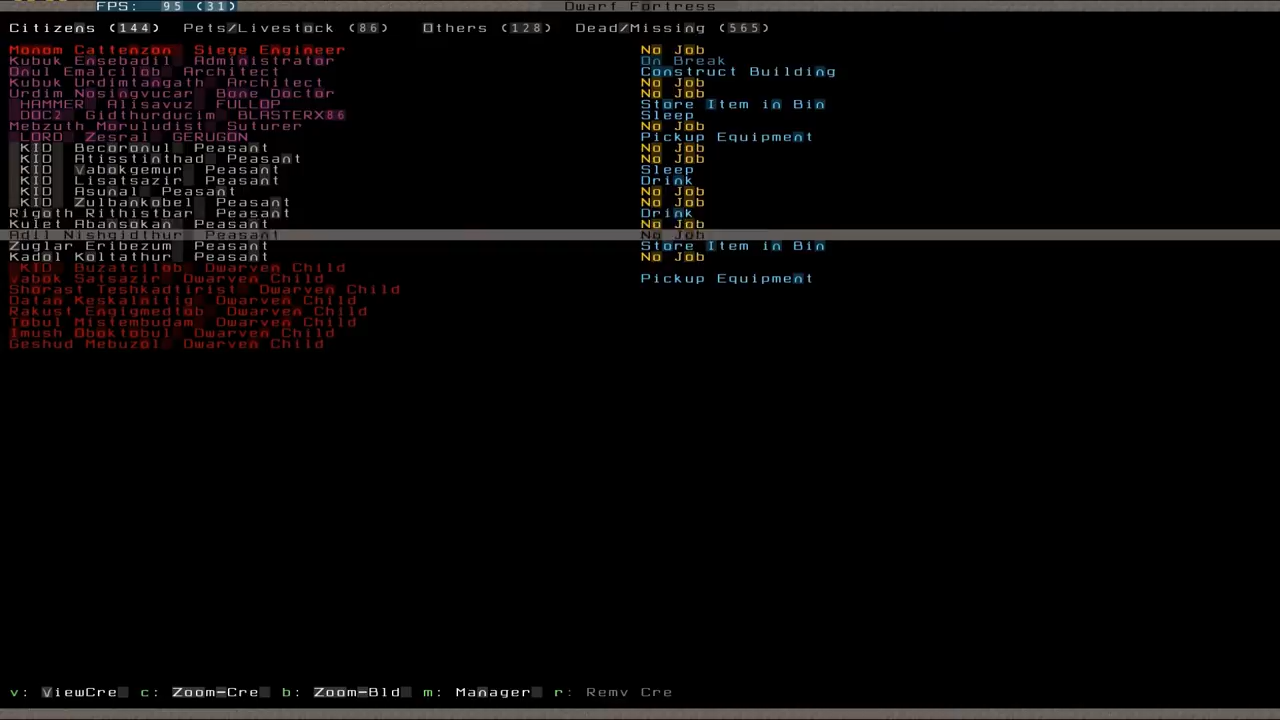 FPS: 95 (31) Dwarf Fortress
Citizens (144) Pets/Livestock (86) Others (128) Dead/Missing (565)
Monom Cattenzon Siege Engineer No Job
Kubuk Ensebadil Administrator On Break
Onul Emalcilob Architect Construct Building
Kubuk Urdimtangath Architect No Job
Urdim Nosingvucar Bone Doctor No Job
HAMMER Alisavuz FULLOP Store Item in Bin
DOC2 Gidthurducim BLASTERX86 Sleep
Mebzuth Moruludist Suturer No Job
LORD Zesral GERUGON Pickup Equipment
KID Becoronul Peasant No Job
KID Atisstinthad Peasant No Job
KID Vabokgemur Peasant Sleep
KID Lisatsazir Peasant Drink
KID Asunal Peasant No Job
KID Zulbankobel Peasant No Job
Rigoth Rithistbar Peasant Drink
Kulet Abansokan Peasant No Job
Adil Nishgidthur Peasant No Job
Zuglar Eribezum Peasant Store Item in Bin
Kadol Koltathur Peasant No Job
KID Buzatcilob Dwarven Child
vabok Satsazir Dwarven Child Pickup Equipment
Shorast Teshkadtirist Dwarven Child
Datan Keskalnitig Dwarven Child
Rakust Engigmedtob Dwarven Child
Tobul Mistembudam Dwarven Child
Imush Oboktobul Dwarven Child
Geshud Mebuzol Dwarven Child
v: ViewCre c: Zoom-Cre b: Zoom-Bld m: Manager r: Remv Cre